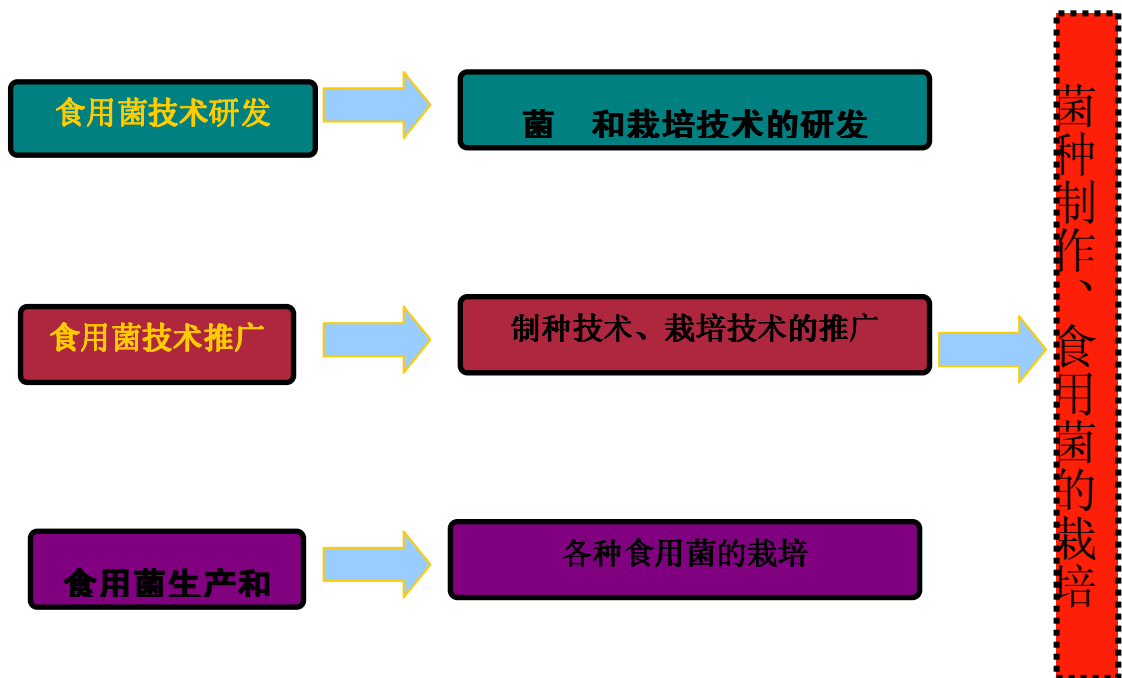 食用菌技术研发
菌 和栽培技术的研发
食用菌技术推广
制种技术、栽培技术的推广
食用菌生产和
各种食用菌的栽培
菌种制作、食用菌的栽培